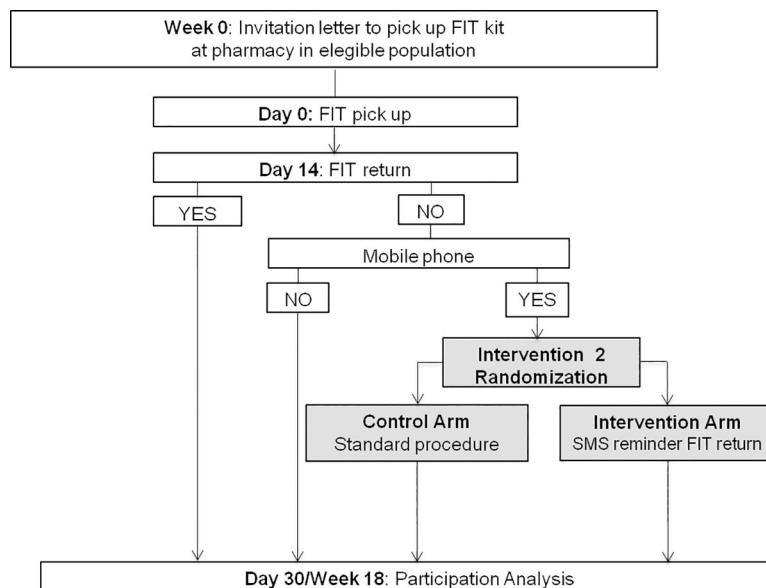 Week 0: Invitation letter to pick up FIT kit
at pharmacy in elegible population
Day 0: FIT pick up
Day 14: FIT return
YES
NO
Mobile phone
NO
YES
Intervention 2
Randomization
Control Arm
Standard procedure
Intervention Arm
SMS reminder FIT return
Day 30/Week 18: Participation Analysis